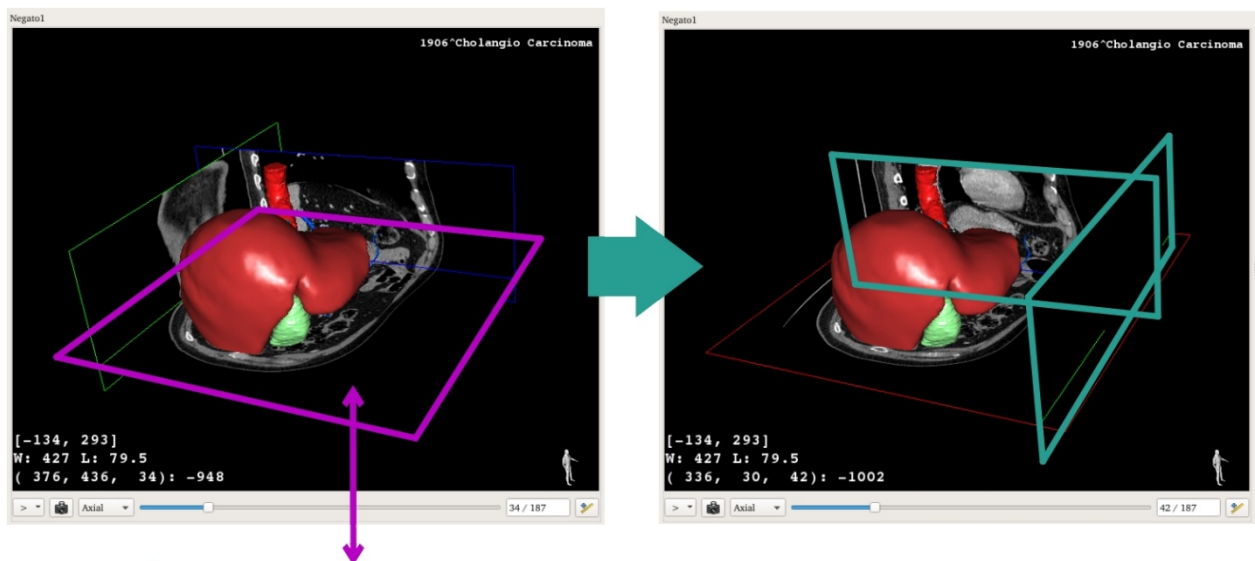 Negato1
1906^Cholangio Carcinoma
[-134, 293]
W: 427 L: 79.5
( 376, 436, 34): -948
> Axial 34 / 187
Negato1
1906^Cholangio Carcinoma
[-134, 293]
W: 427 L: 79.5
( 336, 30, 42): -1002
> Axial 42 / 187